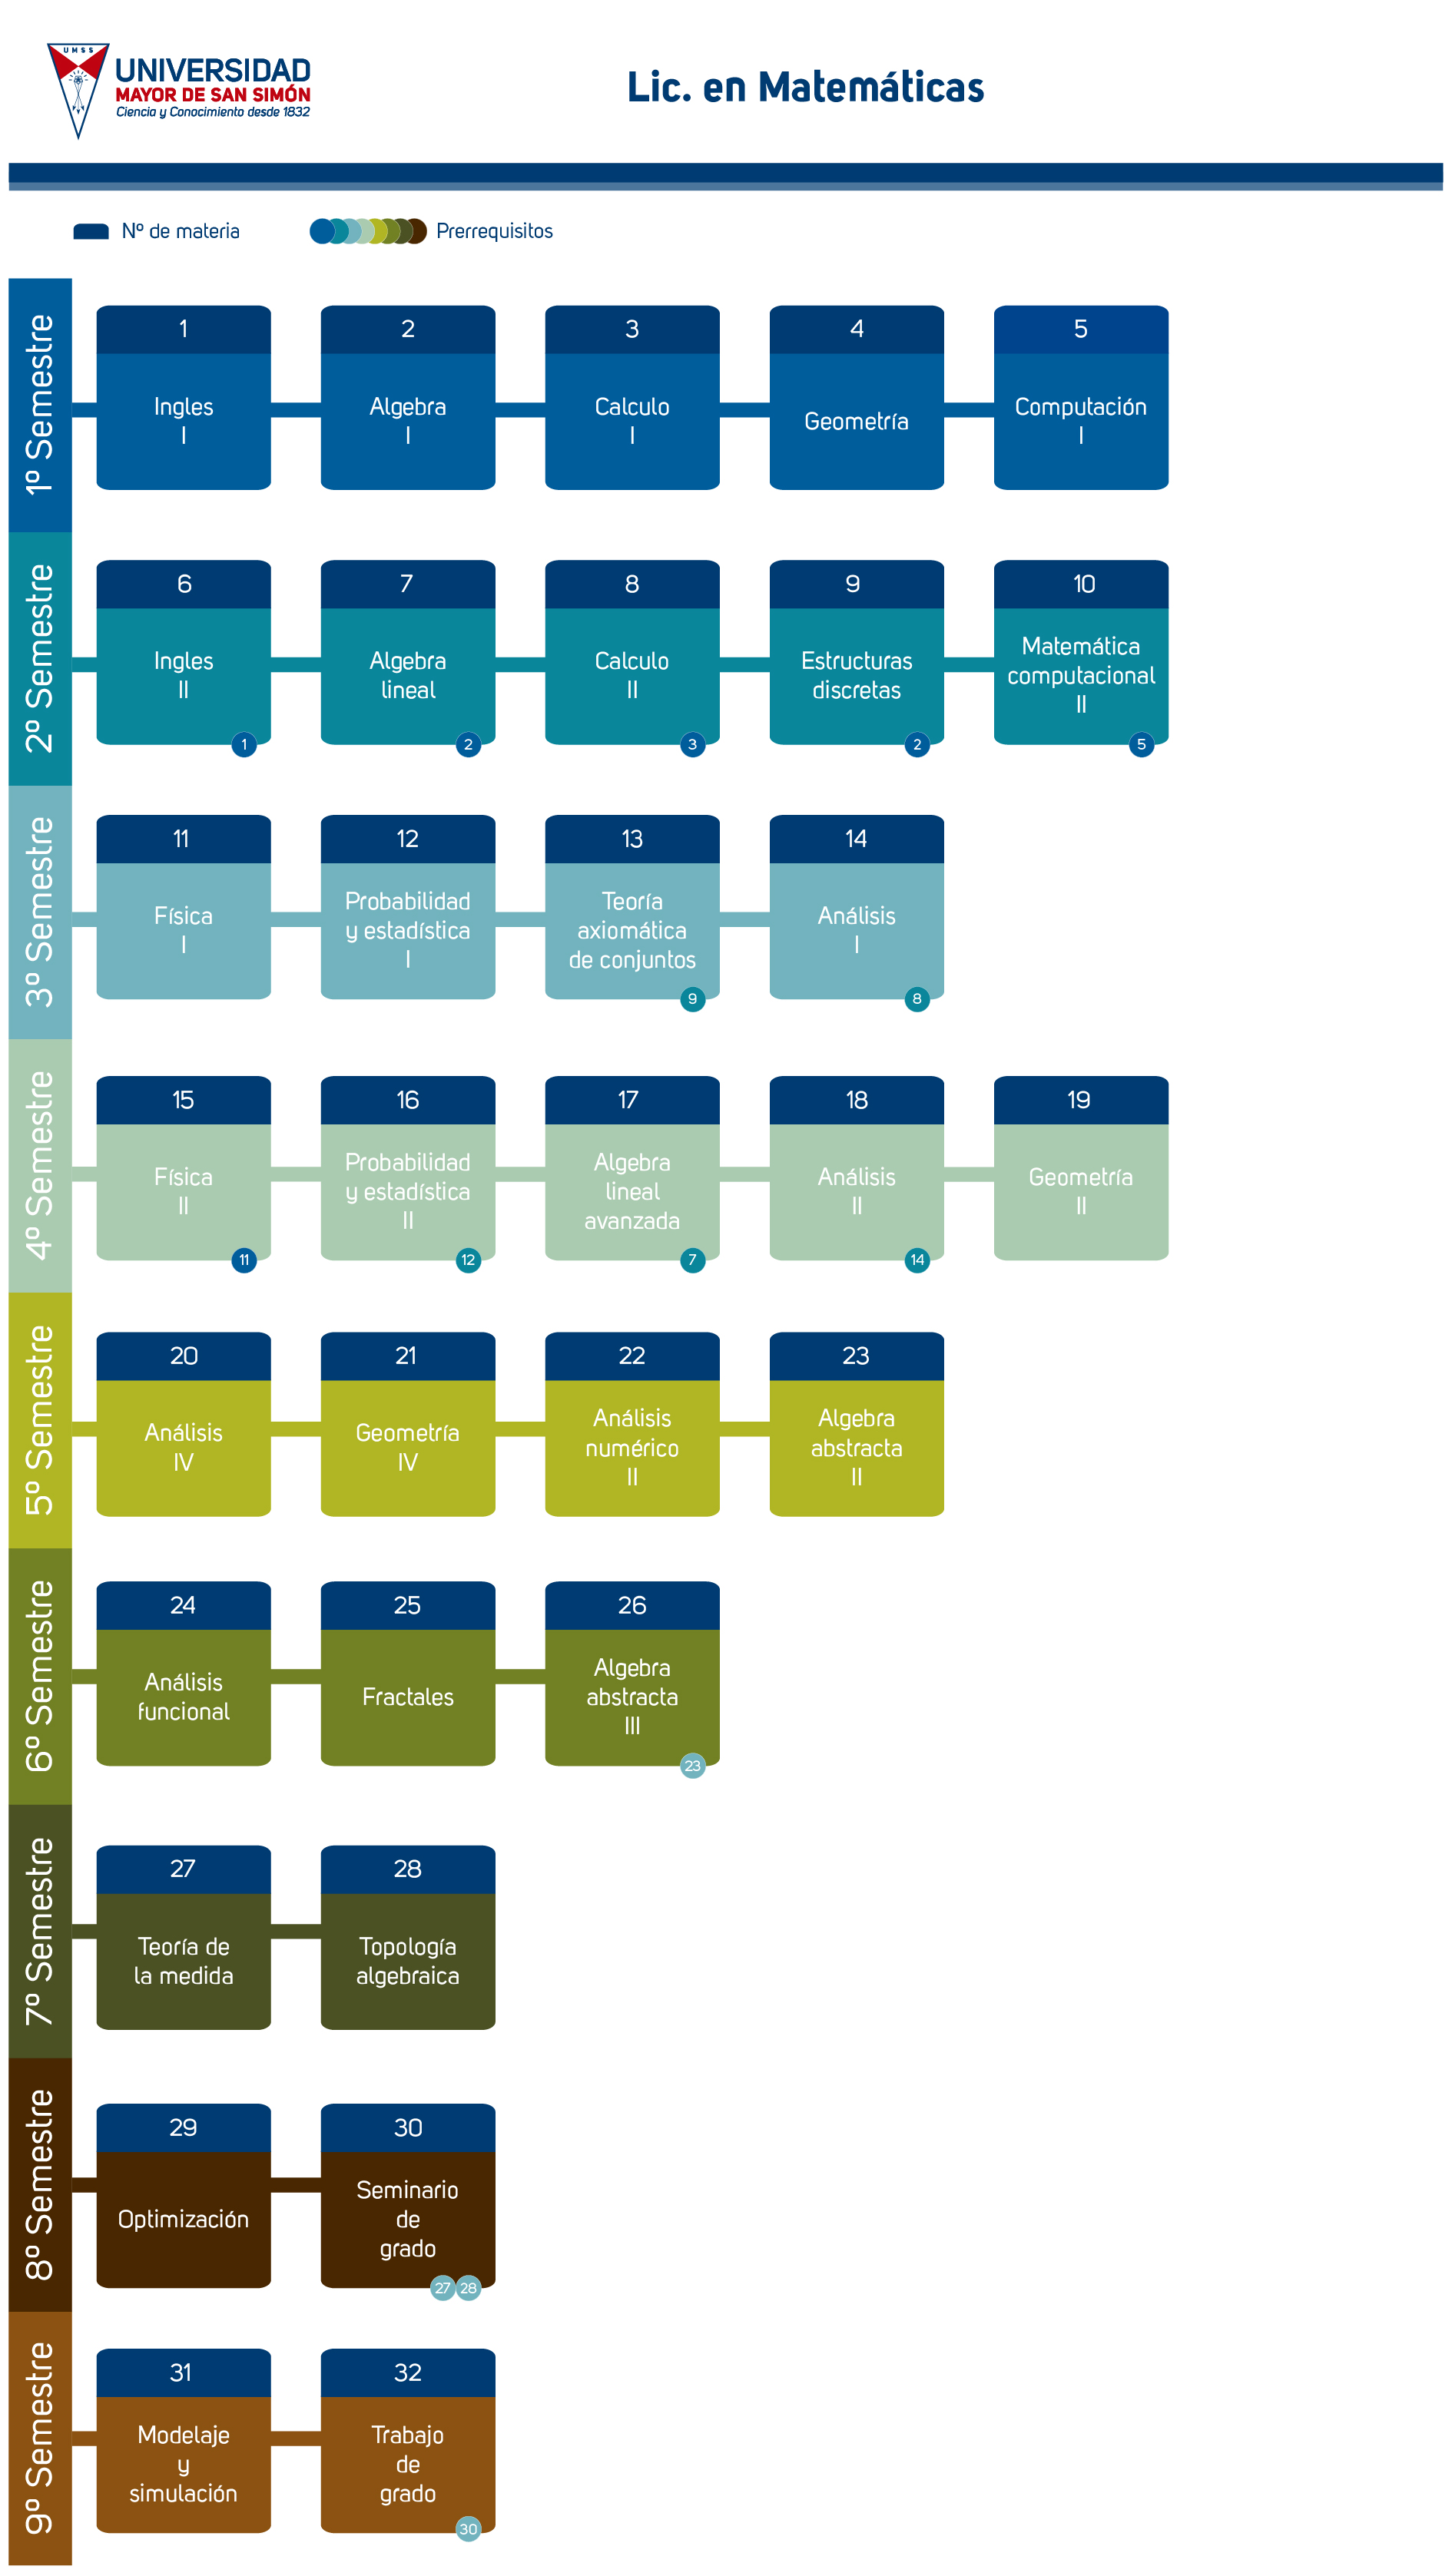 UMSS
UNIVERSIDAD
MAYOR DE SAN SIMÓN
Ciencia y Conocimiento desde 1832
Lic. en Matemáticas
Nº de materia
Prerrequisitos
1º Semestre
1
Ingles
I
2
Algebra
I
3
Calculo
I
4
Geometría
5
Computación
I
2º Semestre
6
Ingles
II
1
7
Algebra
lineal
2
8
Calculo
II
3
9
Estructuras
discretas
2
10
Matemática
computacional
II
5
3º Semestre
11
Física
I
12
Probabilidad
y estadística
I
13
Teoría
axiomática
de conjuntos
9
14
Análisis
I
8
4º Semestre
15
Física
II
11
16
Probabilidad
y estadística
II
12
17
Algebra
lineal
avanzada
7
18
Análisis
II
14
19
Geometría
II
5º Semestre
20
Análisis
IV
21
Geometría
IV
22
Análisis
numérico
II
23
Algebra
abstracta
II
6º Semestre
24
Análisis
funcional
25
Fractales
26
Algebra
abstracta
III
23
7º Semestre
27
Teoría de
la medida
28
Topología
algebraica
8º Semestre
29
Optimización
30
Seminario
de
grado
27 28
9º Semestre
31
Modelaje
y
simulación
32
Trabajo
de
grado
30